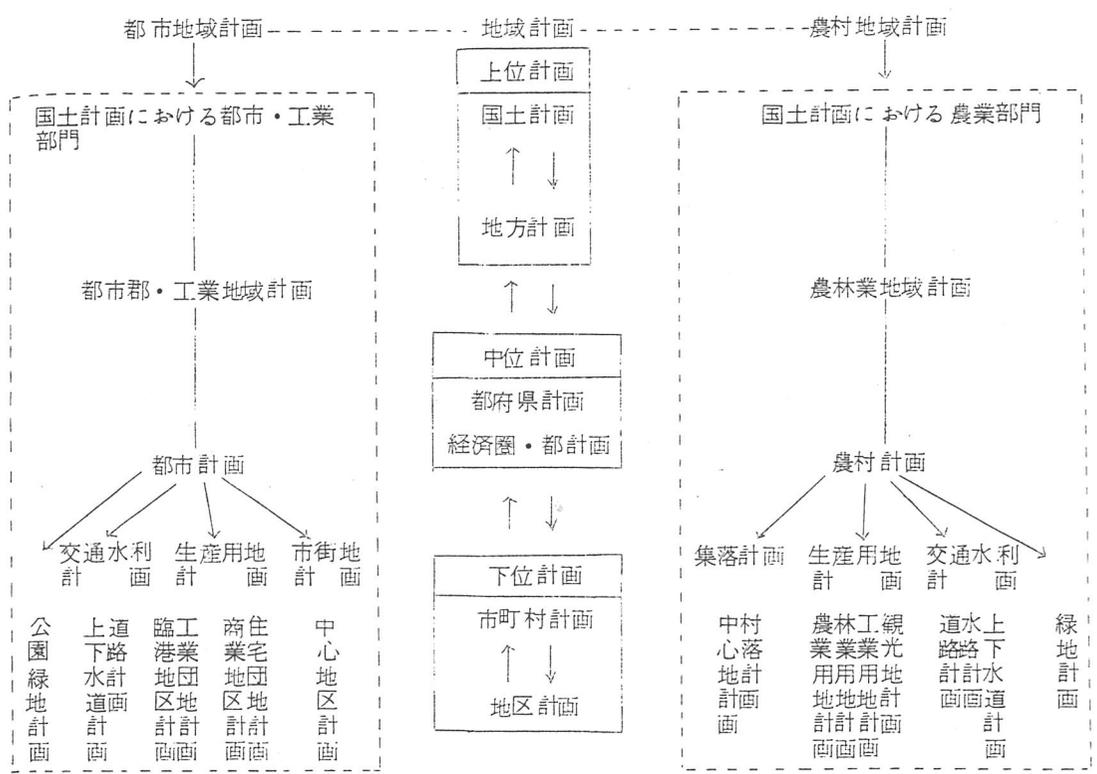 都市地域計画
地域計画
農村地域計画
国土計画における都市・工業
部門
都市郡・工業地域計画
都市計画
交通水利
計画
生産用地
計画
市街地
計画
公園緑地計画
上下水道計画
道路計画
臨港地区計画
工業団地計画
商業地区計画
住宅団地計画
中心地区計画
上位計画
国土計画
地方計画
中位計画
都府県計画
経済圏・都計画
下位計画
市町村計画
地区計画
国土計画における農業部門
農林業地域計画
農村計画
集落計画
生産用地
計画
交通水利
計画
中心地計画
村落計画
農業用地計画
林業用地計画
工業用地計画
観光地計画
道路計画
水路計画
上下水道計画
緑地計画